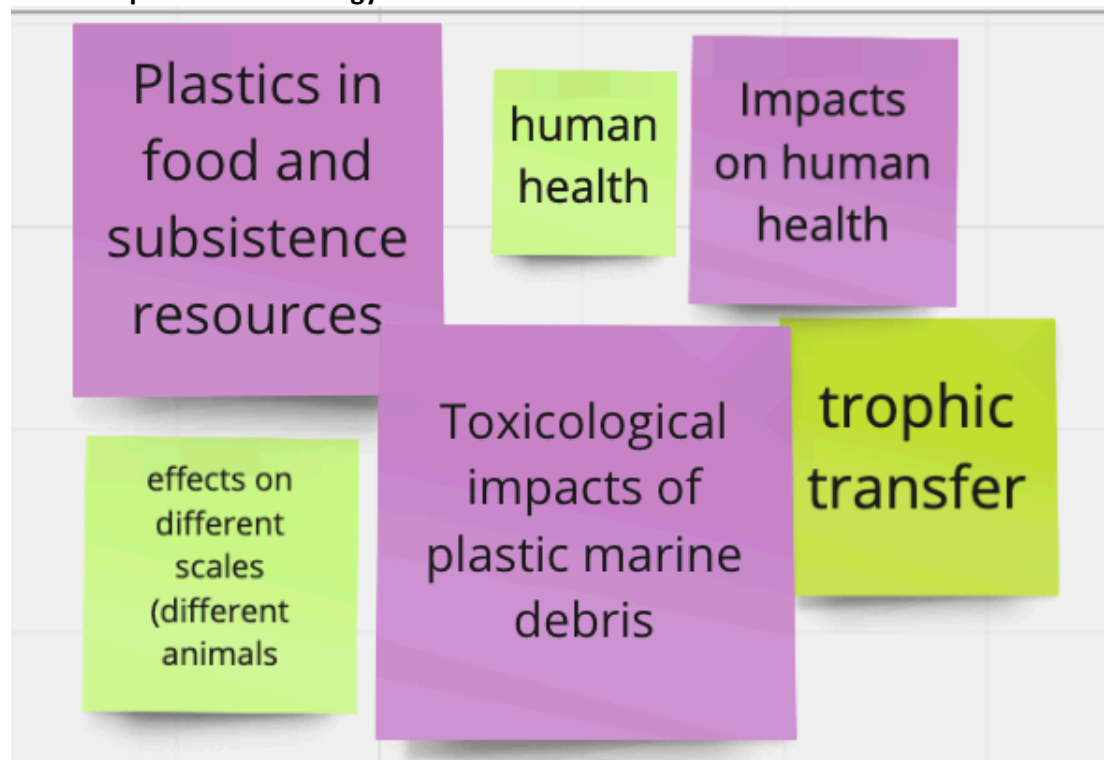 Plastics in
food and
subsistence
resources
human
health
Impacts
on human
health
Toxicological
impacts of
plastic marine
debris
trophic
transfer
effects on
different
scales
(different
animals